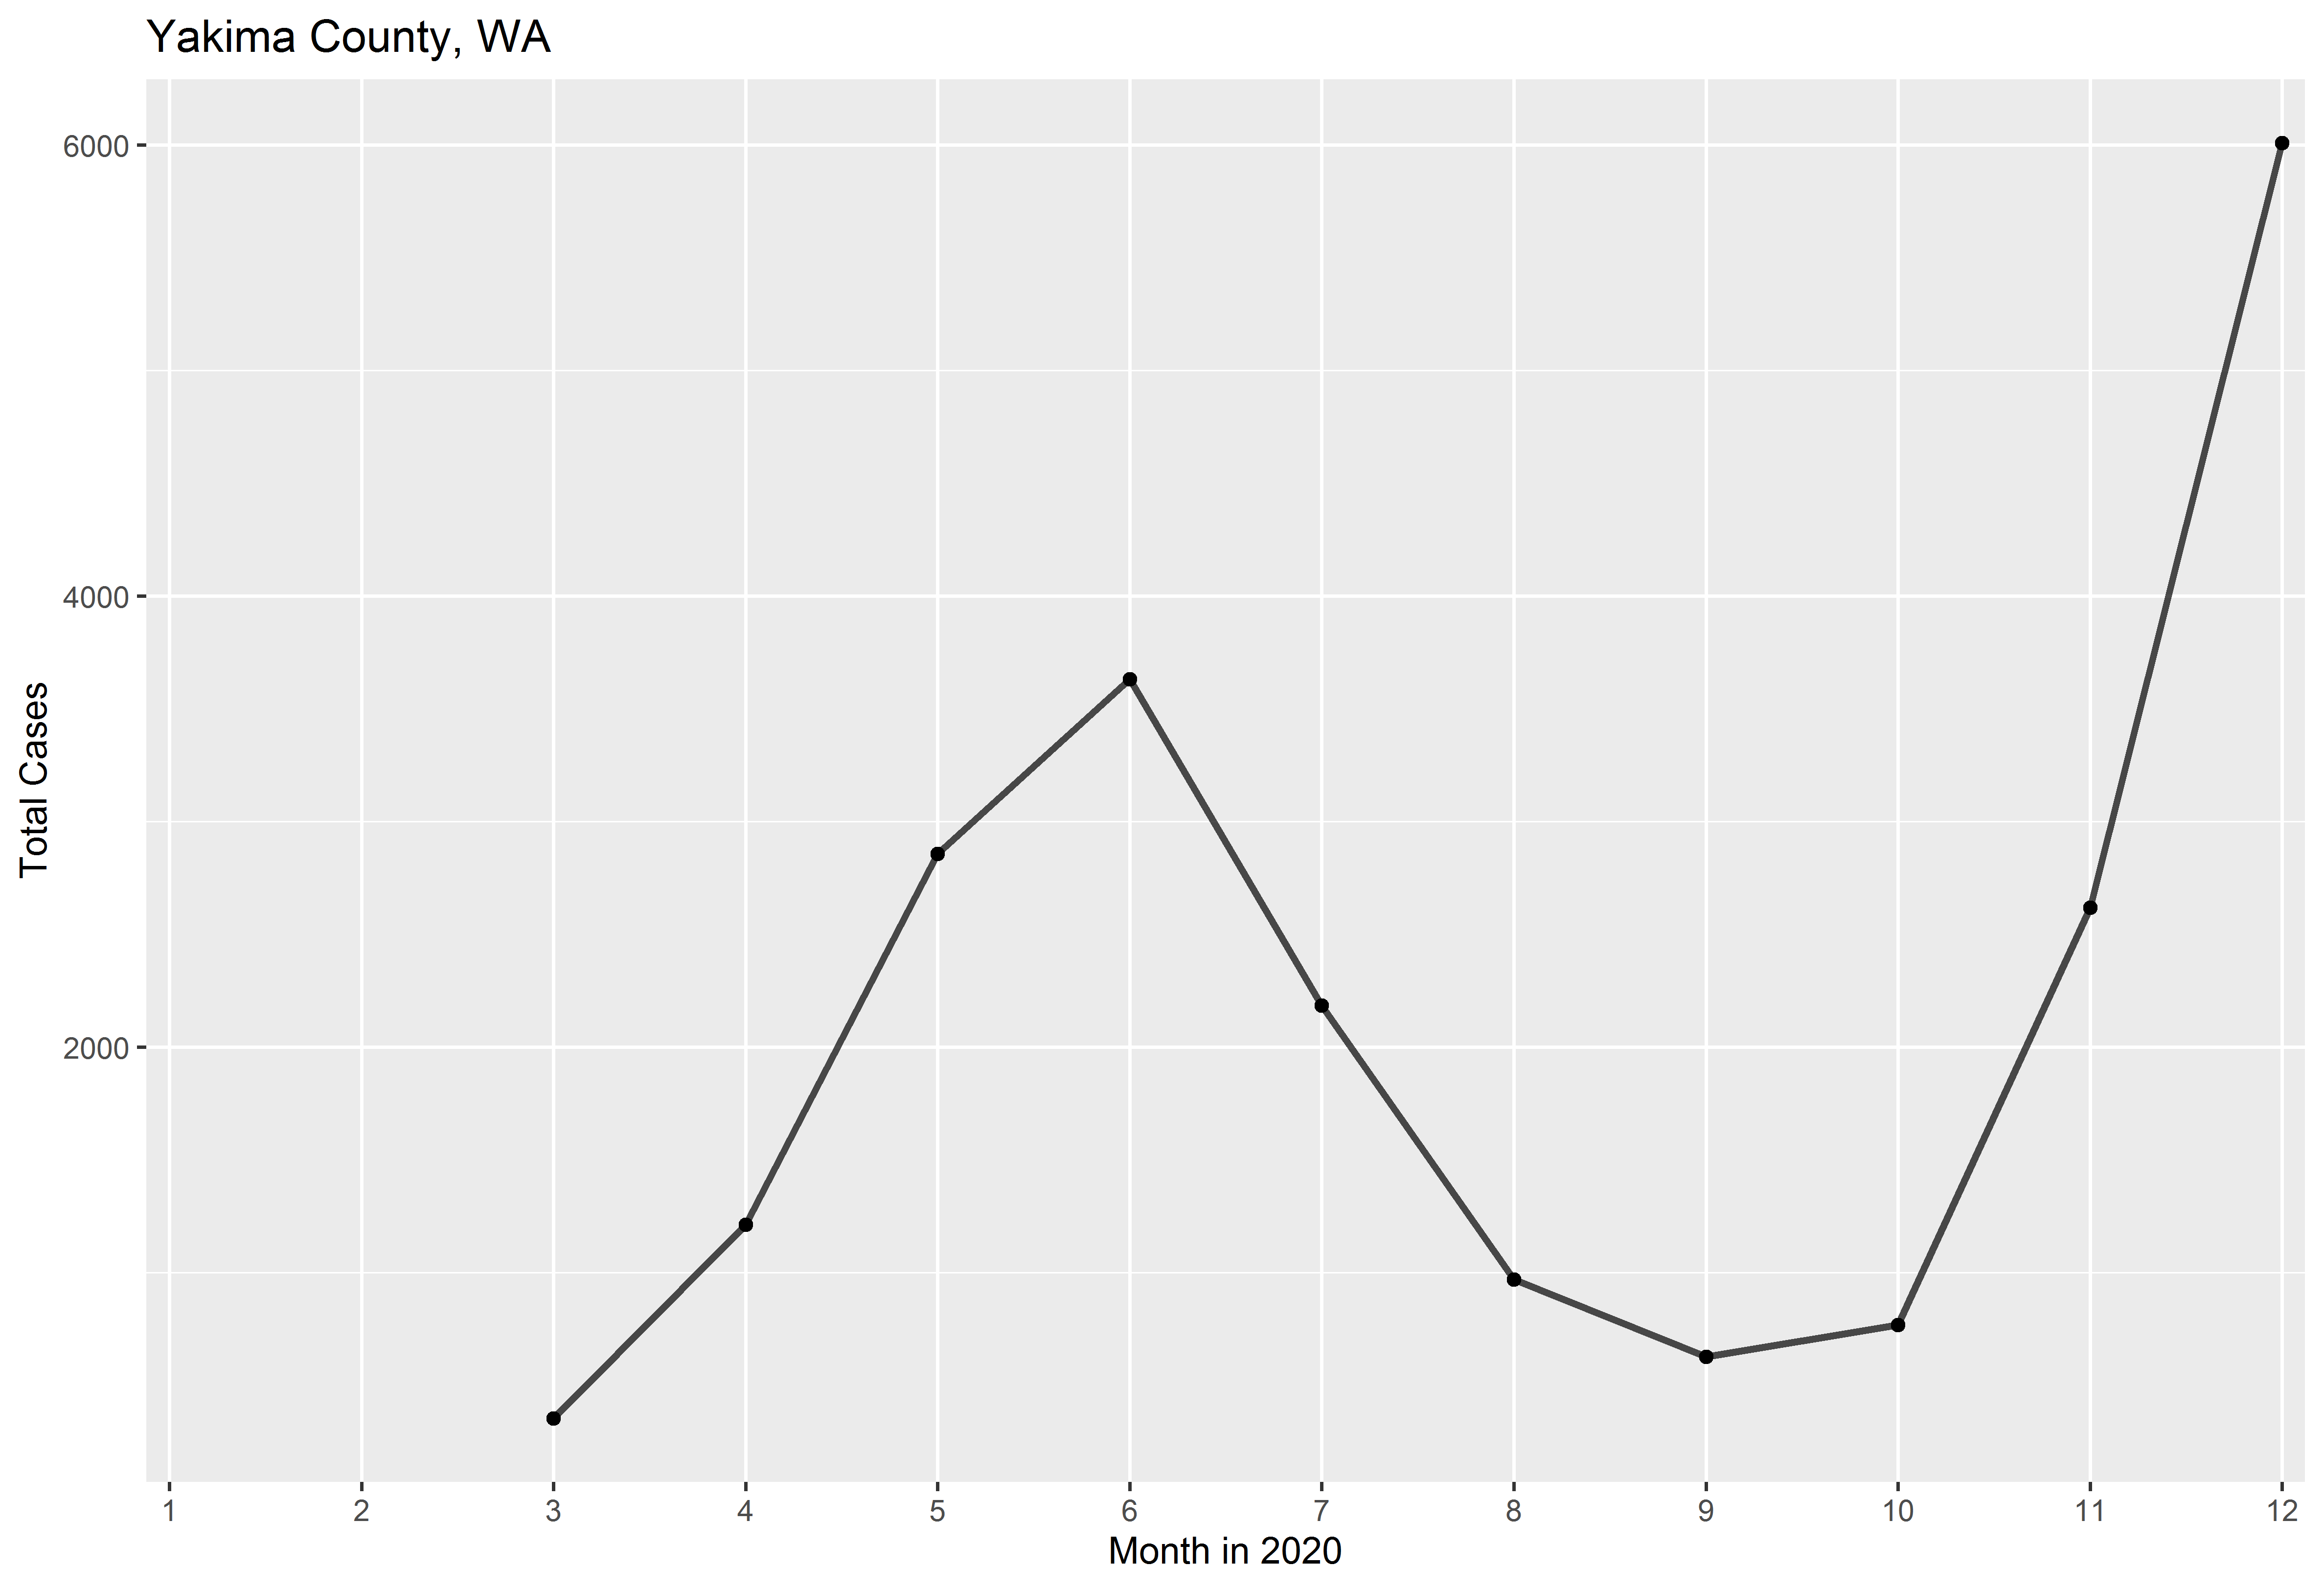 Yakima County, WA
6000
4000
2000
Total Cases
1 2 3 4 5 6 7 8 9 10 11 12
Month in 2020